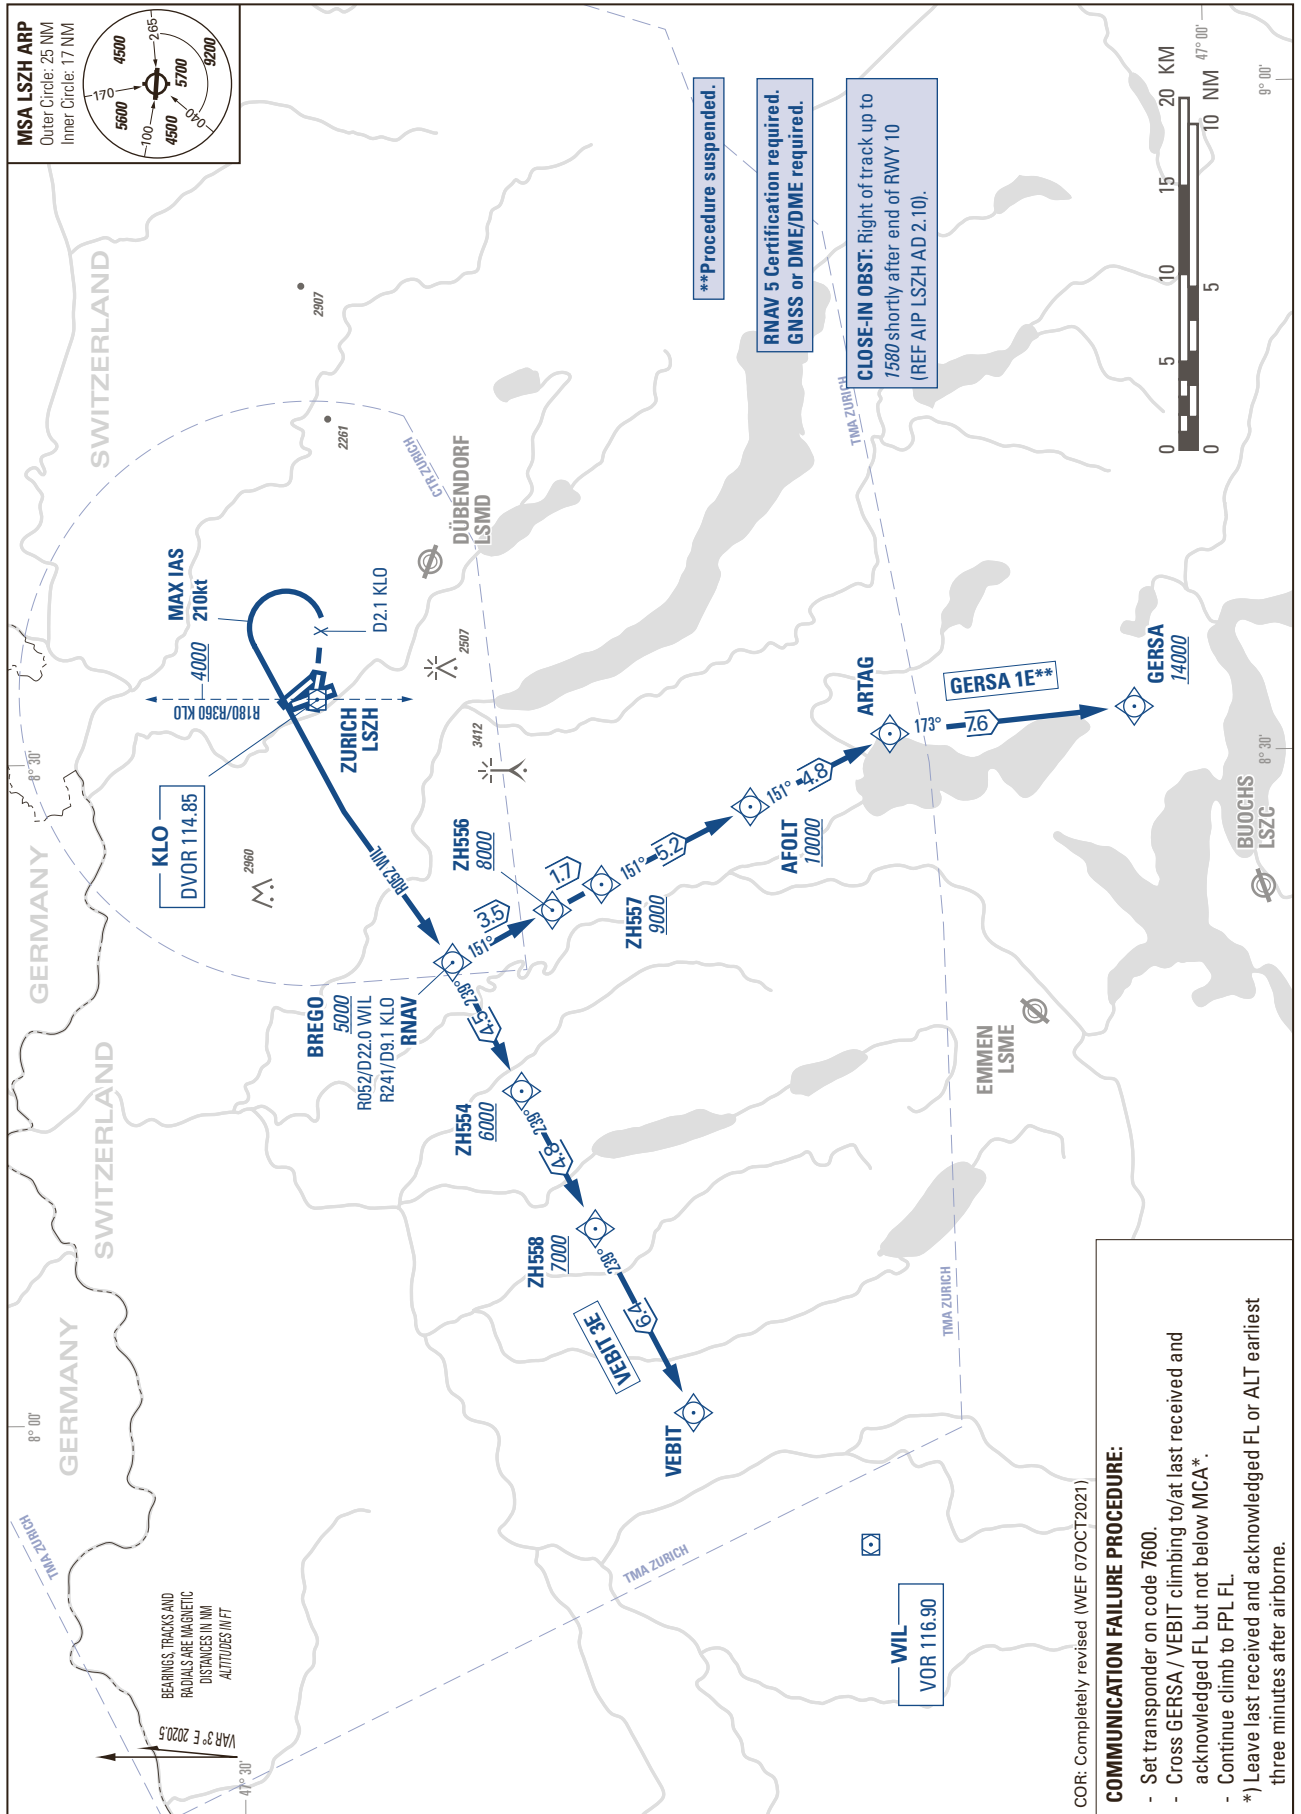 MSA LSZH ARP
Outer Circle: 25 NM
Inner Circle: 17 NM
170
265
100
040
5600
4500
4500
5700
9200
SWITZERLAND
GERMANY
SWITZERLAND
GERMANY
8° 00'
8° 30'
47° 30'
TMA ZURICH
BEARINGS, TRACKS AND
RADIALS ARE MAGNETIC
DISTANCES IN NM
ALTITUDES IN FT
VAR 3° E 2020.5
2907
2261
CTR ZURICH
DÜBENDORF
LSMD
2507
3412
2960
MAX IAS
210kt
4000
R180/R360 KLO
D2.1 KLO
ZURICH
LSZH
KLO
DVOR 114.85
R052 WIL
BREGO
5000
R052/D22.0 WIL
R241/D9.1 KLO
RNAV
239°
4.5
ZH554
6000
239°
4.8
ZH558
7000
239°
6.4
VEBIT 3E
VEBIT
151°
3.5
ZH556
8000
1.7
ZH557
9000
151°
5.2
AFOLT
10000
151°
4.8
ARTAG
173°
7.6
GERSA 1E**
GERSA
14000
EMMEN
LSME
BUOCHS
LSZC
TMA ZURICH
TMA ZURICH
TMA ZURICH
WIL
VOR 116.90
**Procedure suspended.
RNAV 5 Certification required.
GNSS or DME/DME required.
CLOSE-IN OBST: Right of track up to
1580 shortly after end of RWY 10
(REF AIP LSZH AD 2.10).
0 5 10 15 20 KM
0 5 10 NM
47° 00'
9° 00'
8° 30'
COR: Completely revised (WEF 07OCT2021)
COMMUNICATION FAILURE PROCEDURE:
- Set transponder on code 7600.
- Cross GERSA / VEBIT climbing to/at last received and
acknowledged FL but not below MCA*.
- Continue climb to FPL FL.
*) Leave last received and acknowledged FL or ALT earliest
three minutes after airborne.